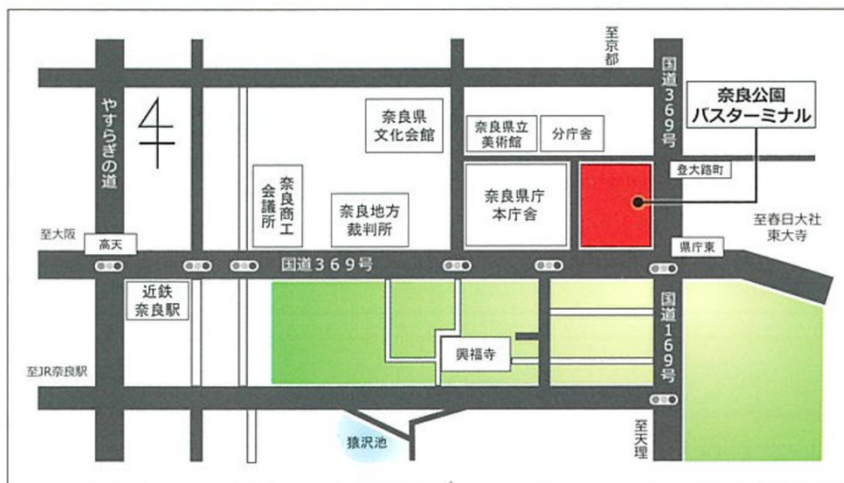 至京都
国道369号
奈良公園
バスターミナル
やすらぎの道
奈良県
文化会館
奈良県立
美術館
分庁舎
登大路町
奈良商工
会議所
奈良地方
裁判所
奈良県庁
本庁舎
至春日大社
東大寺
至大阪
高天
国道369号
県庁東
近鉄
奈良駅
国道169号
興福寺
至JR奈良駅
猿沢池
至天理